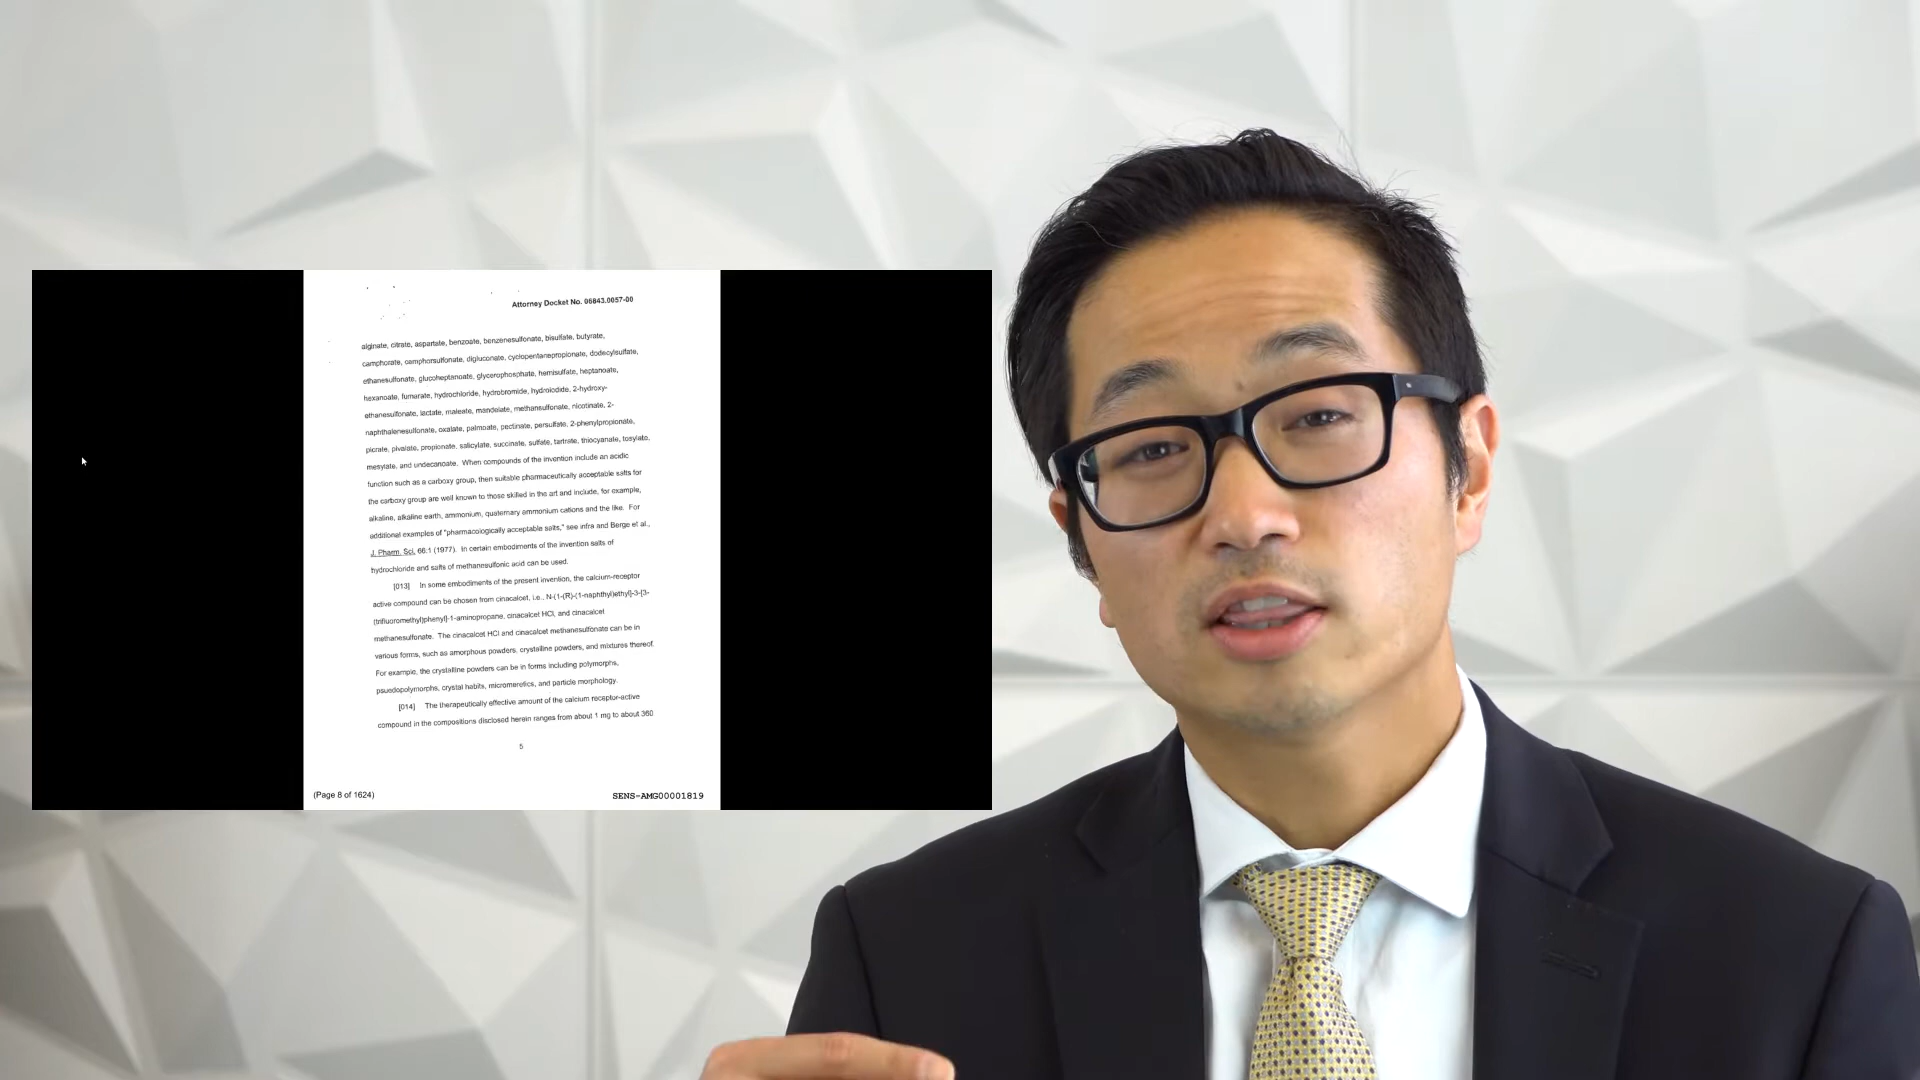 Attorney Docket No. 06843.0057-00
alginate, citrate, aspartate, benzoate, benzenesulfonate, bisulfate, butyrate,
camphorate, camphorsulfonate, digluconate, cyclopentanepropionate, dodecylsulfate,
ethanesulfonate, glucoheptanoate, glycerophosphate, hemisulfate, heptanoate,
hexanoate, fumarate, hydrochloride, hydrobromide, hydroiodide, 2-hydroxy-
ethanesulfonate, lactate, maleate, mandelate, methansulfonate, nicotinate, 2-
naphthalenesulfonate, oxalate, palmoate, pectinate, persulfate, 2-phenylpropionate,
picrate, pivalate, propionate, salicylate, succinate, sulfate, tartrate, thiocyanate, tosylate,
mesylate, and undecanoate. When compounds of the invention include an acidic
function such as a carboxy group, then suitable pharmaceutically acceptable salts for
the carboxy group are well known to those skilled in the art and include, for example,
alkaline, alkaline earth, ammonium, quaternary ammonium cations and the like. For
additional examples of "pharmacologically acceptable salts," see infra and Berge et al.,
J. Pharm. Sci. 66:1 (1977). In certain embodiments of the invention salts of
hydrochloride and salts of methanesulfonic acid can be used.
[013] In some embodiments of the present invention, the calcium-receptor
active compound can be chosen from cinacalcet, i.e., N-(1-(R)-(1-naphthyl)ethyl]-3-[3-
(trifluoromethyl)phenyl]-1-aminopropane, cinacalcet HCl, and cinacalcet
methanesulfonate. The cinacalcet HCl and cinacalcet methanesulfonate can be in
various forms, such as amorphous powders, crystalline powders, and mixtures thereof.
For example, the crystalline powders can be in forms including polymorphs,
psuedopolymorphs, crystal habits, micromeretics, and particle morphology.
[014] The therapeutically effective amount of the calcium receptor-active
compound in the compositions disclosed herein ranges from about 1 mg to about 360
5
(Page 8 of 1624)
SENS-AMG00001819